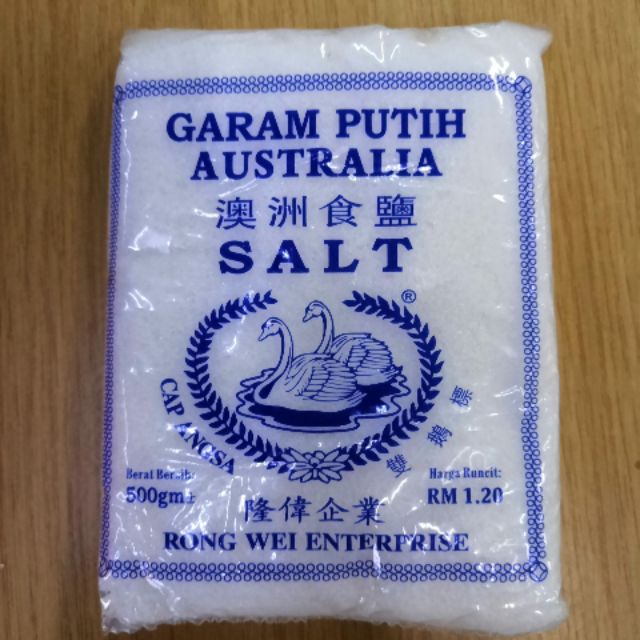 GARAM PUTIH
AUSTRALIA
澳洲食鹽
SALT
®
CAP ANGSA
雙鵝標
Berat Bersih:
500gm±
Harga Runcit:
RM 1.20
隆偉企業
RONG WEI ENTERPRISE